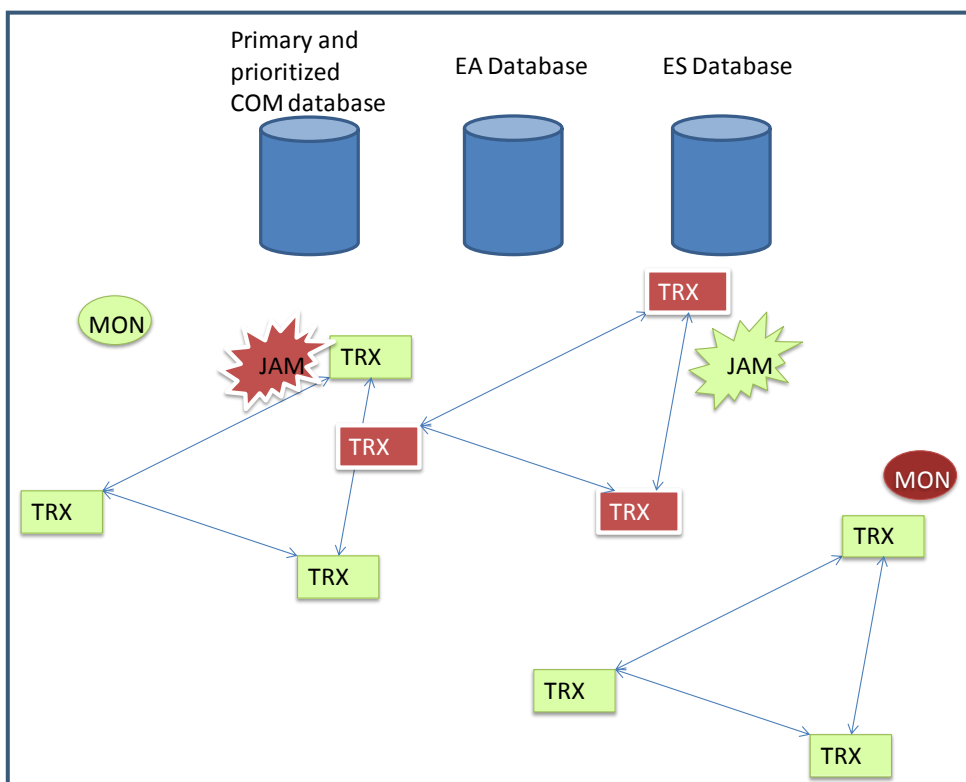 Primary and
prioritized
COM database
EA Database
ES Database
TRX
MON
JAM
TRX
JAM
TRX
MON
TRX
TRX
TRX
TRX
TRX
TRX